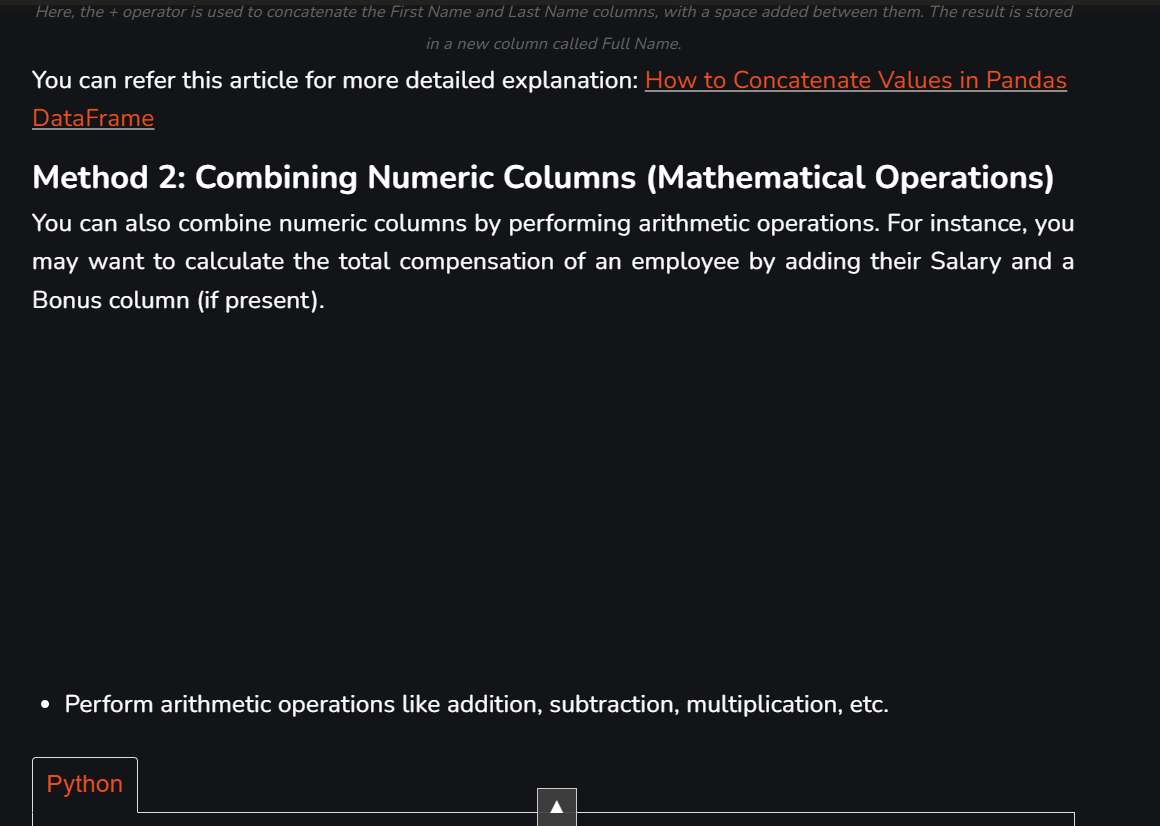 Here, the + operator is used to concatenate the First Name and Last Name columns, with a space added between them. The result is stored
in a new column called Full Name.
You can refer this article for more detailed explanation: How to Concatenate Values in Pandas
DataFrame
Method 2: Combining Numeric Columns (Mathematical Operations)
You can also combine numeric columns by performing arithmetic operations. For instance, you
may want to calculate the total compensation of an employee by adding their Salary and a
Bonus column (if present).
• Perform arithmetic operations like addition, subtraction, multiplication, etc.
Python